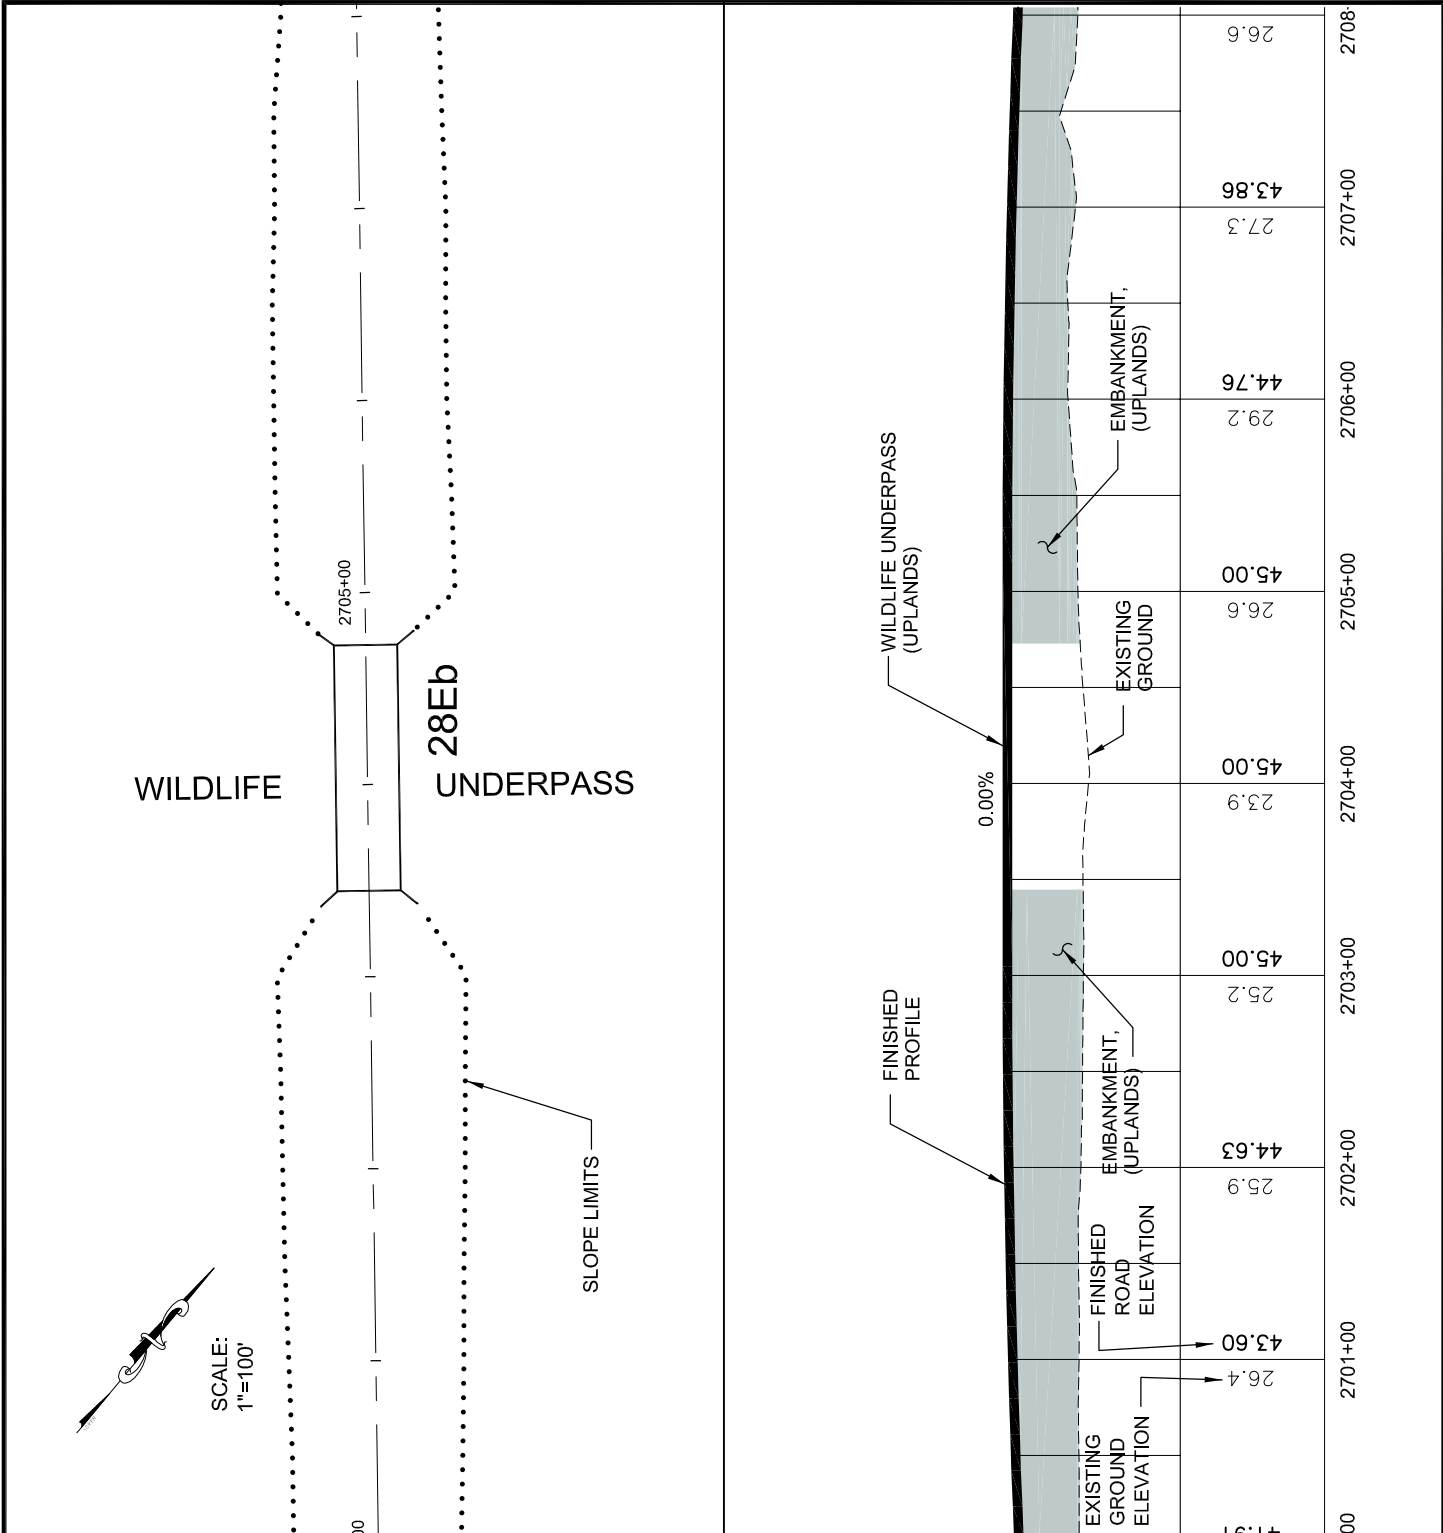 2705+00
28Eb
WILDLIFE
UNDERPASS
SLOPE LIMITS
SCALE:
1"=100'
WILDLIFE UNDERPASS
(UPLANDS)
0.00%
FINISHED
PROFILE
EMBANKMENT,
(UPLANDS)
EXISTING
GROUND
EMBANKMENT,
(UPLANDS)
FINISHED
ROAD
ELEVATION
EXISTING
GROUND
ELEVATION
26.6
43.86
27.3
44.76
29.2
45.00
26.6
45.00
23.9
45.00
25.2
44.63
25.9
43.60
26.4
2708
2707+00
2706+00
2705+00
2704+00
2703+00
2702+00
2701+00